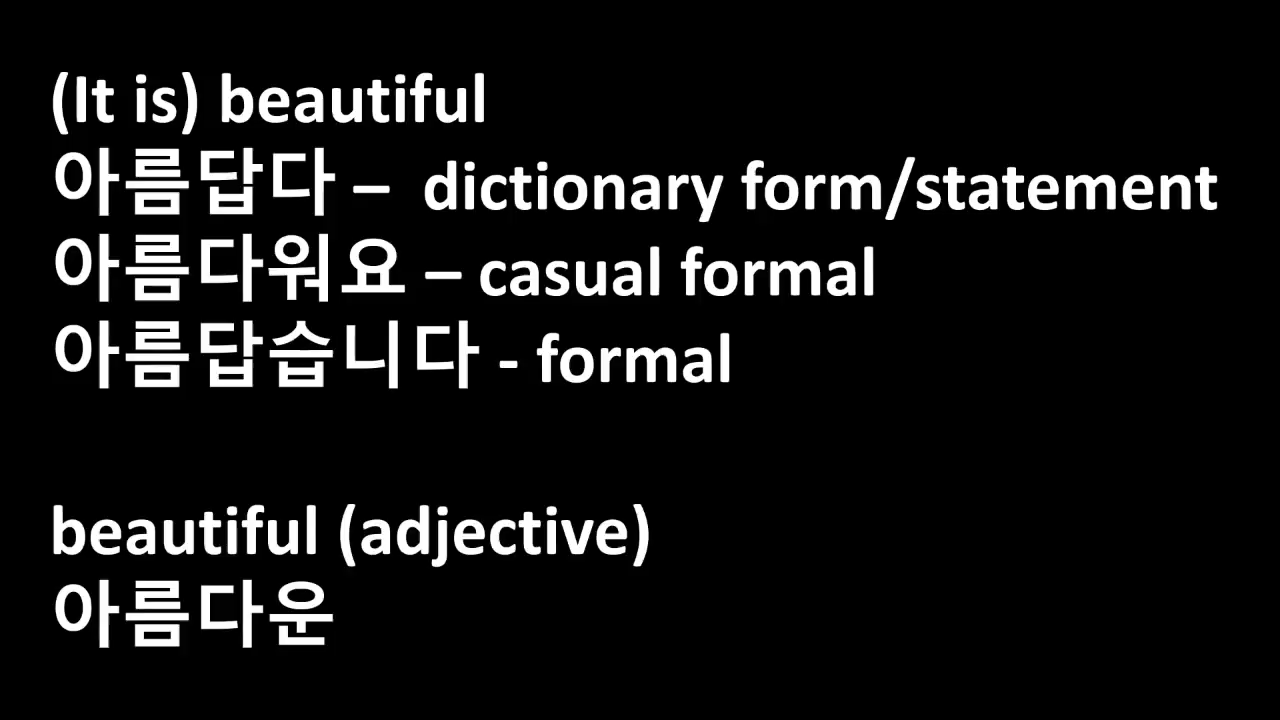 (It is) beautiful
아름답다 –  dictionary form/statement
아름다워요 – casual formal
아름답습니다 - formal
beautiful (adjective)
아름다운